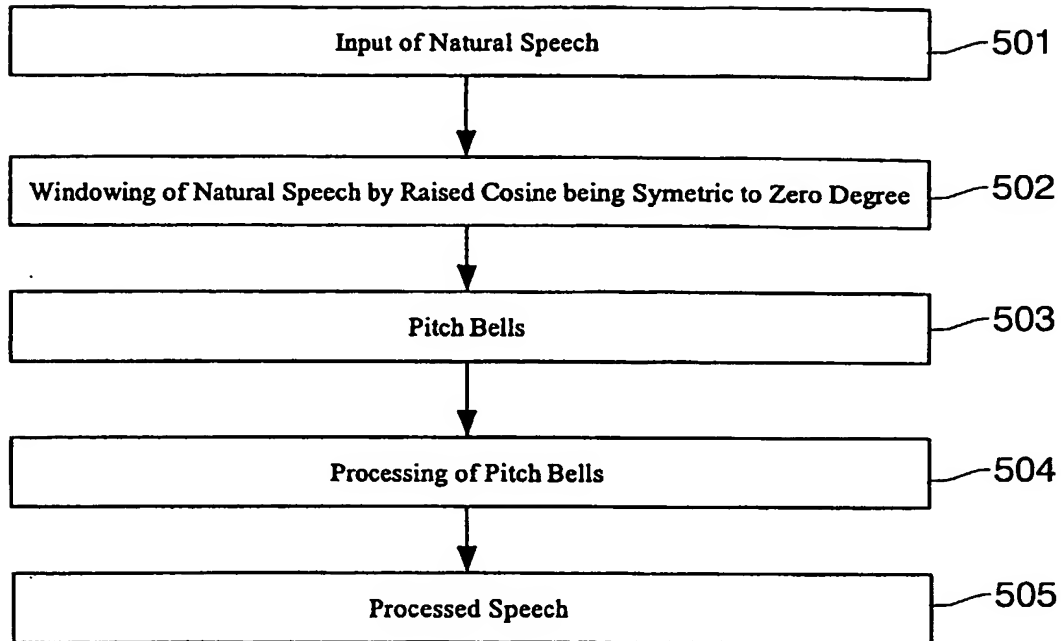 Input of Natural Speech
501
Windowing of Natural Speech by Raised Cosine being Symetric to Zero Degree
502
Pitch Bells
503
Processing of Pitch Bells
504
Processed Speech
505